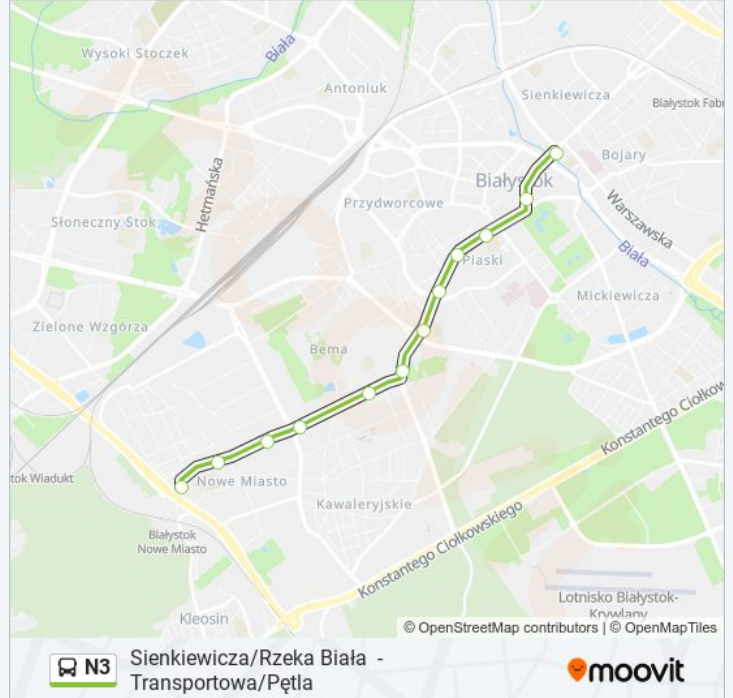 Wysoki Stoczek
Biała
Antoniuk
Sienkiewicza
Białystok Fabr
Bojary
Białystok
Hetmańska
Przydworcowe
Warszawska
Słoneczny Stok
Piaski
Biała
Mickiewicza
Zielone Wzgórza
Bema
Konstantego Ciołkow
tok Wiadukt
Nowe Miasto
Kawaleryjskie
Konstantego Ciołkowskiego
Białystok
Nowe Miasto
Lotnisko Białystok-
Krywlany
Kleosin
© OpenStreetMap contributors | © OpenMapTiles
N3
Sienkiewicza/Rzeka Biała -
Transportowa/Pętla
moovit